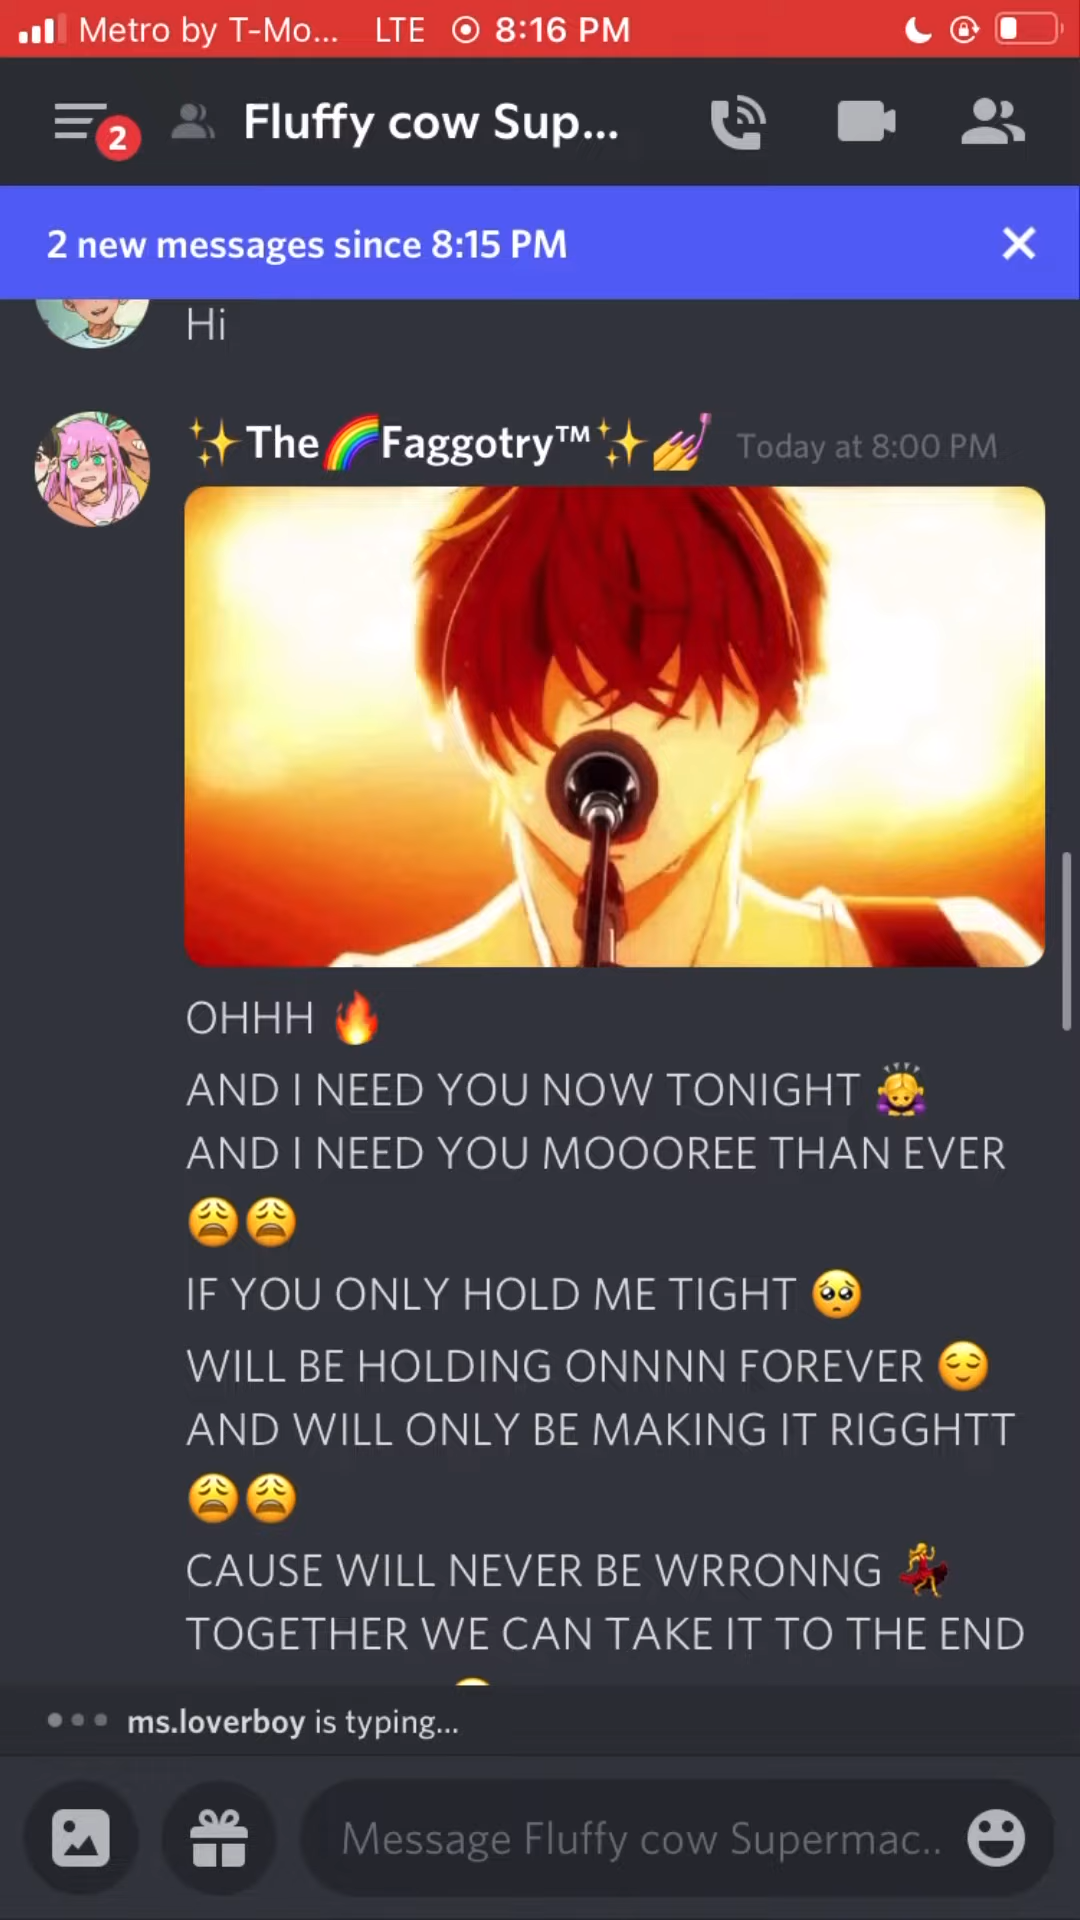 Metro by T-Mo... LTE 8:16 PM
2
Fluffy cow Sup...
2 new messages since 8:15 PM
Hi
✨The🌈Faggotry™✨💅 Today at 8:00 PM
OHHH 🔥
AND I NEED YOU NOW TONIGHT 🙇‍♀️
AND I NEED YOU MOOOREE THAN EVER
😩😩
IF YOU ONLY HOLD ME TIGHT 🥺
WILL BE HOLDING ONNNN FOREVER 😌
AND WILL ONLY BE MAKING IT RIGGHTT
😩😩
CAUSE WILL NEVER BE WRRONNG 💃
TOGETHER WE CAN TAKE IT TO THE END
ms.loverboy is typing...
Message Fluffy cow Supermac..